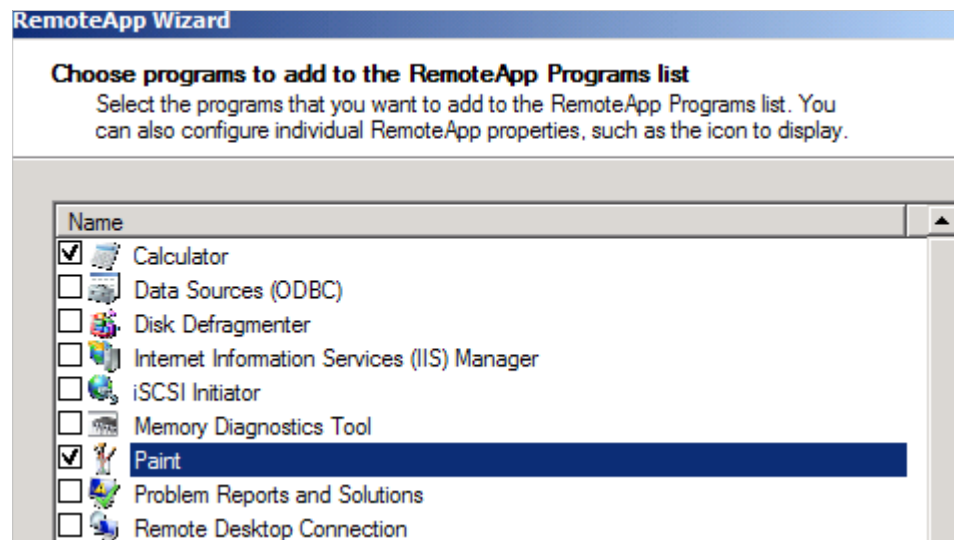 RemoteApp Wizard
Choose programs to add to the RemoteApp Programs list
Select the programs that you want to add to the RemoteApp Programs list. You
can also configure individual RemoteApp properties, such as the icon to display.
Name
Calculator
Data Sources (ODBC)
Disk Defragmenter
Internet Information Services (IIS) Manager
iSCSI Initiator
Memory Diagnostics Tool
Paint
Problem Reports and Solutions
Remote Desktop Connection